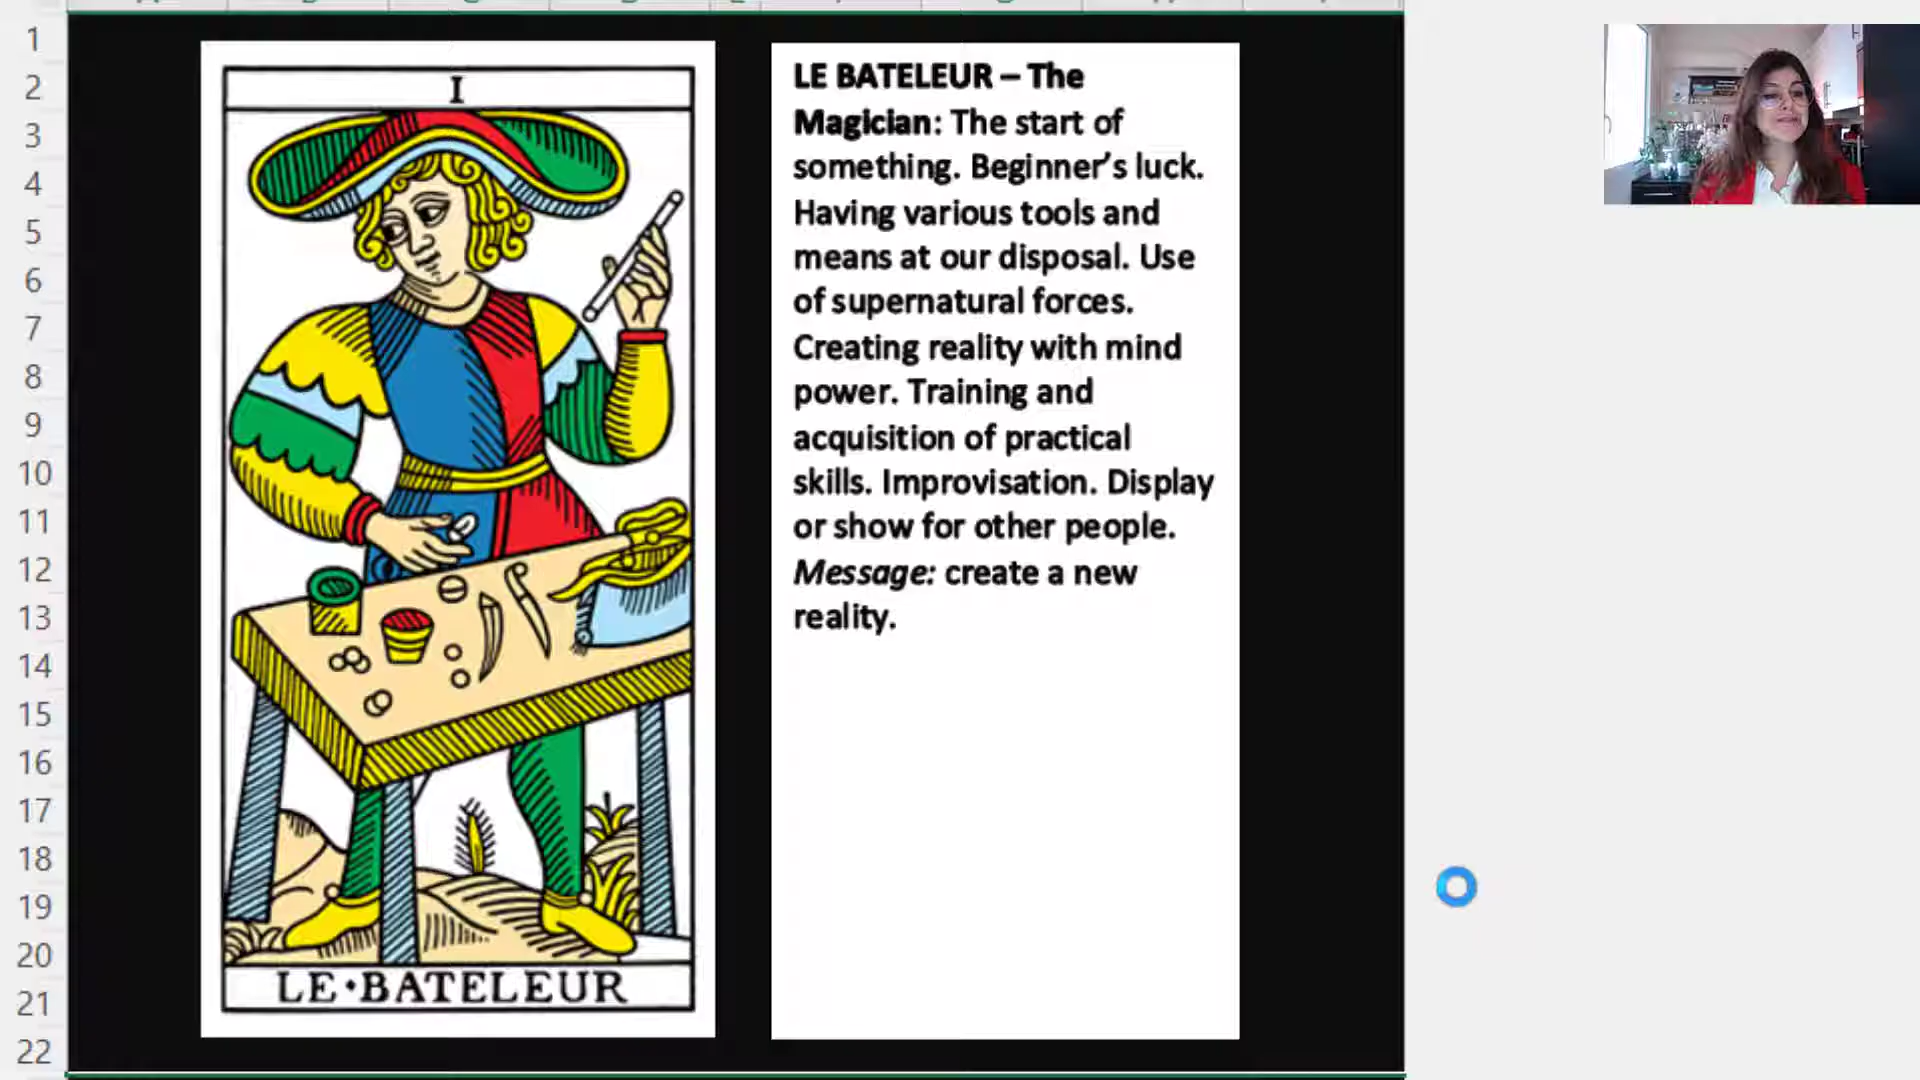 1
2
3
4
5
6
7
8
9
10
11
12
13
14
15
16
17
18
19
20
21
22
I
LE•BATELEUR
LE BATELEUR – The
Magician: The start of
something. Beginner’s luck.
Having various tools and
means at our disposal. Use
of supernatural forces.
Creating reality with mind
power. Training and
acquisition of practical
skills. Improvisation. Display
or show for other people.
Message: create a new
reality.